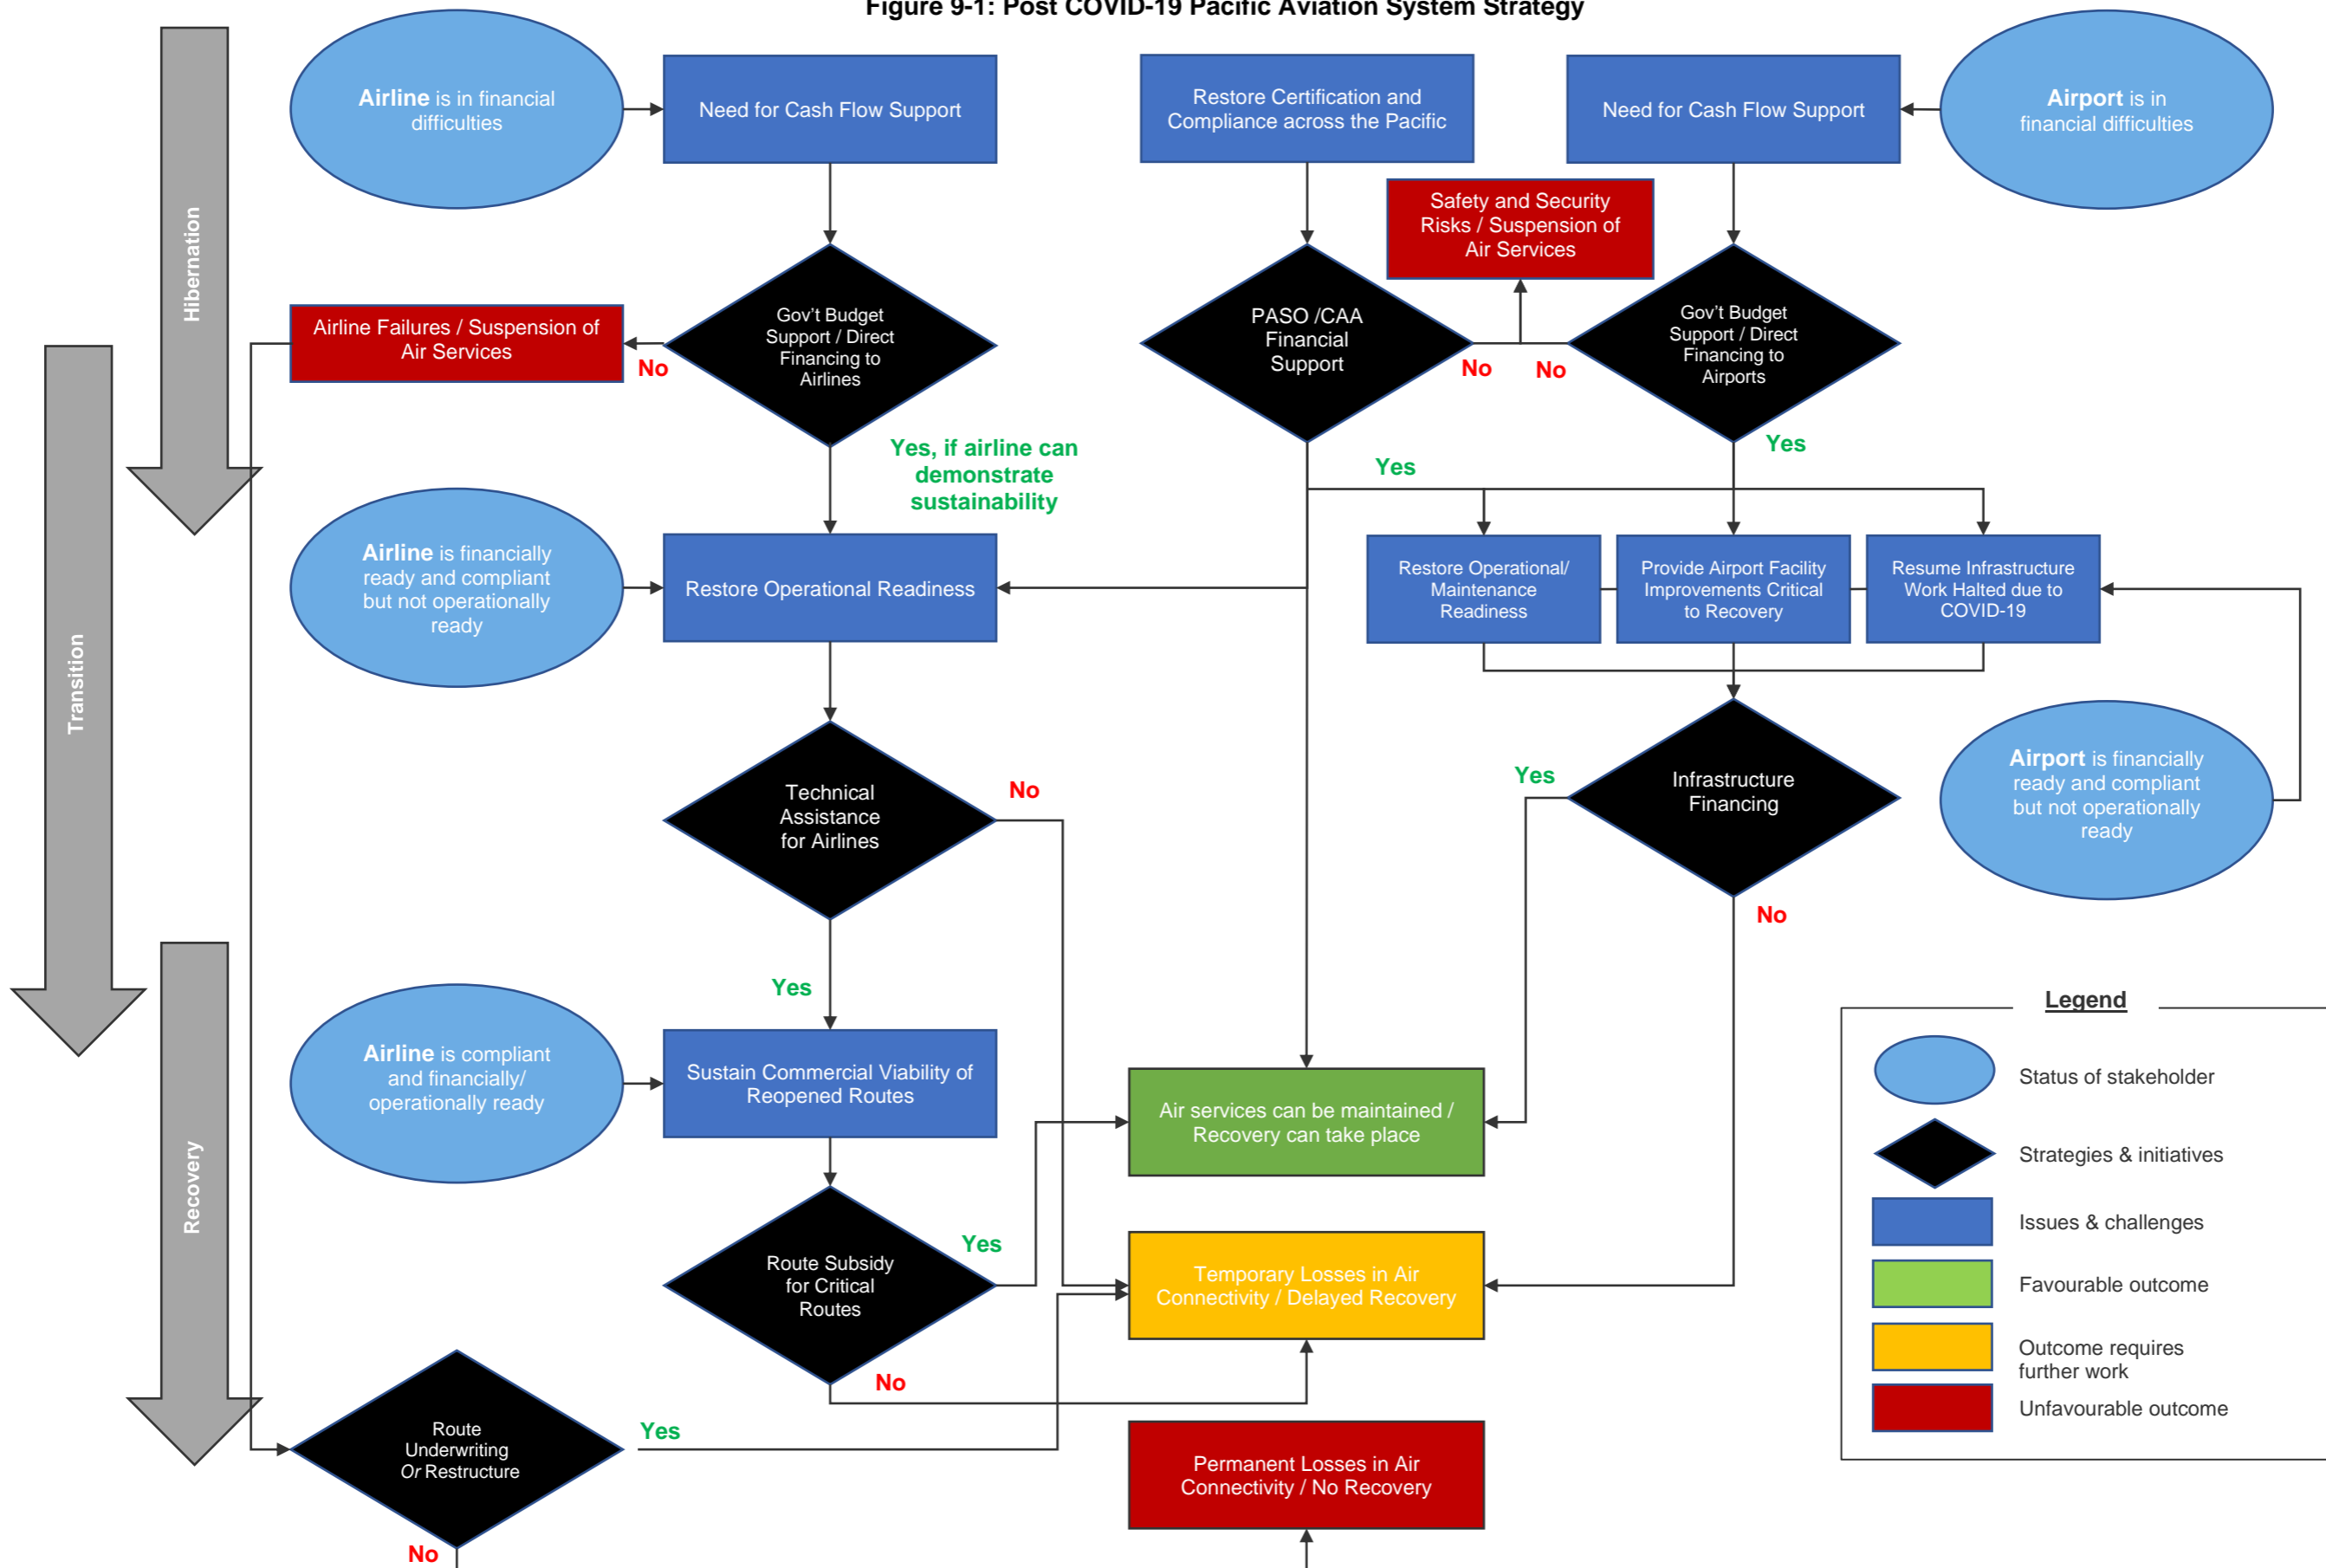 Figure 9-1: Post COVID-19 Pacific Aviation System Strategy
Hibernation
Transition
Recovery
Airline is in financial
difficulties
Need for Cash Flow Support
Restore Certification and
Compliance across the Pacific
Need for Cash Flow Support
Airport is in
financial difficulties
Safety and Security
Risks / Suspension of
Air Services
Airline Failures / Suspension of
Air Services
No
Gov't Budget
Support / Direct
Financing to
Airlines
PASO /CAA
Financial
Support
No
No
Gov't Budget
Support / Direct
Financing to
Airports
Yes, if airline can
demonstrate
sustainability
Yes
Yes
Airline is financially
ready and compliant
but not operationally
ready
Restore Operational Readiness
Restore Operational/
Maintenance
Readiness
Provide Airport Facility
Improvements Critical
to Recovery
Resume Infrastructure
Work Halted due to
COVID-19
Technical
Assistance
for Airlines
No
Yes
Infrastructure
Financing
Airport is financially
ready and compliant
but not operationally
ready
No
Yes
Airline is compliant
and financially/
operationally ready
Sustain Commercial Viability of
Reopened Routes
Air services can be maintained /
Recovery can take place
Route Subsidy
for Critical
Routes
Yes
Temporary Losses in Air
Connectivity / Delayed Recovery
No
Route
Underwriting
Or Restructure
Yes
Permanent Losses in Air
Connectivity / No Recovery
No
Legend
Status of stakeholder
Strategies & initiatives
Issues & challenges
Favourable outcome
Outcome requires
further work
Unfavourable outcome